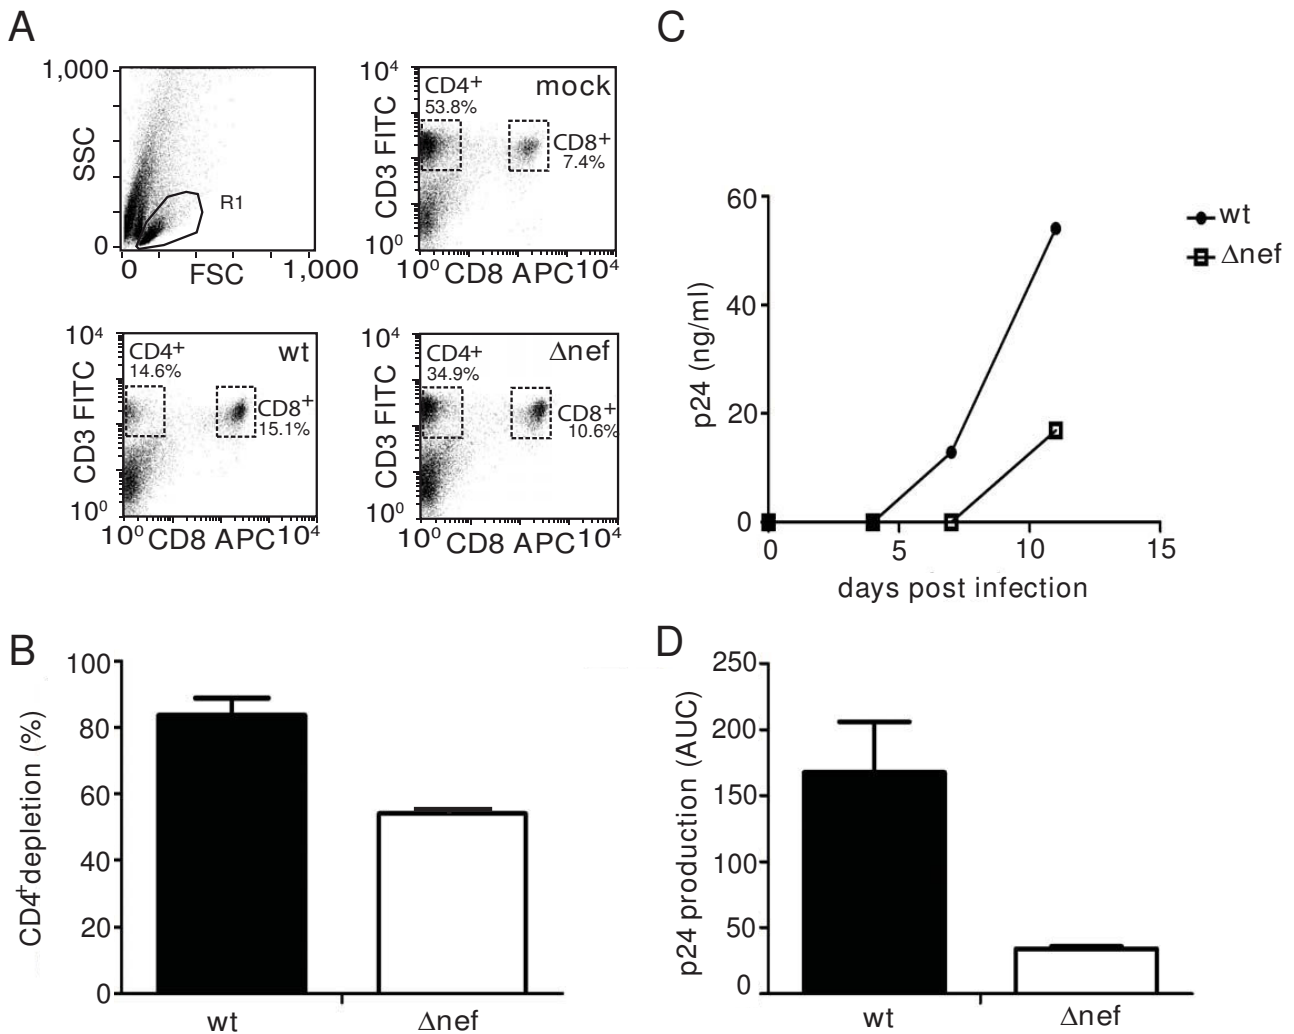 A
1,000
SSC
0
R1
0
FSC
1,000
10⁴
CD3 FITC
10⁰
CD4+
53.8%
mock
CD8+
7.4%
10⁰ CD8 APC 10⁴
10⁴
CD3 FITC
10⁰
CD4+
14.6%
wt
CD8+
15.1%
10⁰ CD8 APC 10⁴
10⁴
CD3 FITC
10⁰
CD4+
34.9%
Δnef
CD8+
10.6%
10⁰ CD8 APC 10⁴
B
CD4+depletion (%)
100
80
60
40
20
0
wt
Δnef
C
p24 (ng/ml)
60
40
20
0
0
5
10
15
days post infection
wt
Δnef
D
p24 production (AUC)
250
200
150
100
50
0
wt
Δnef